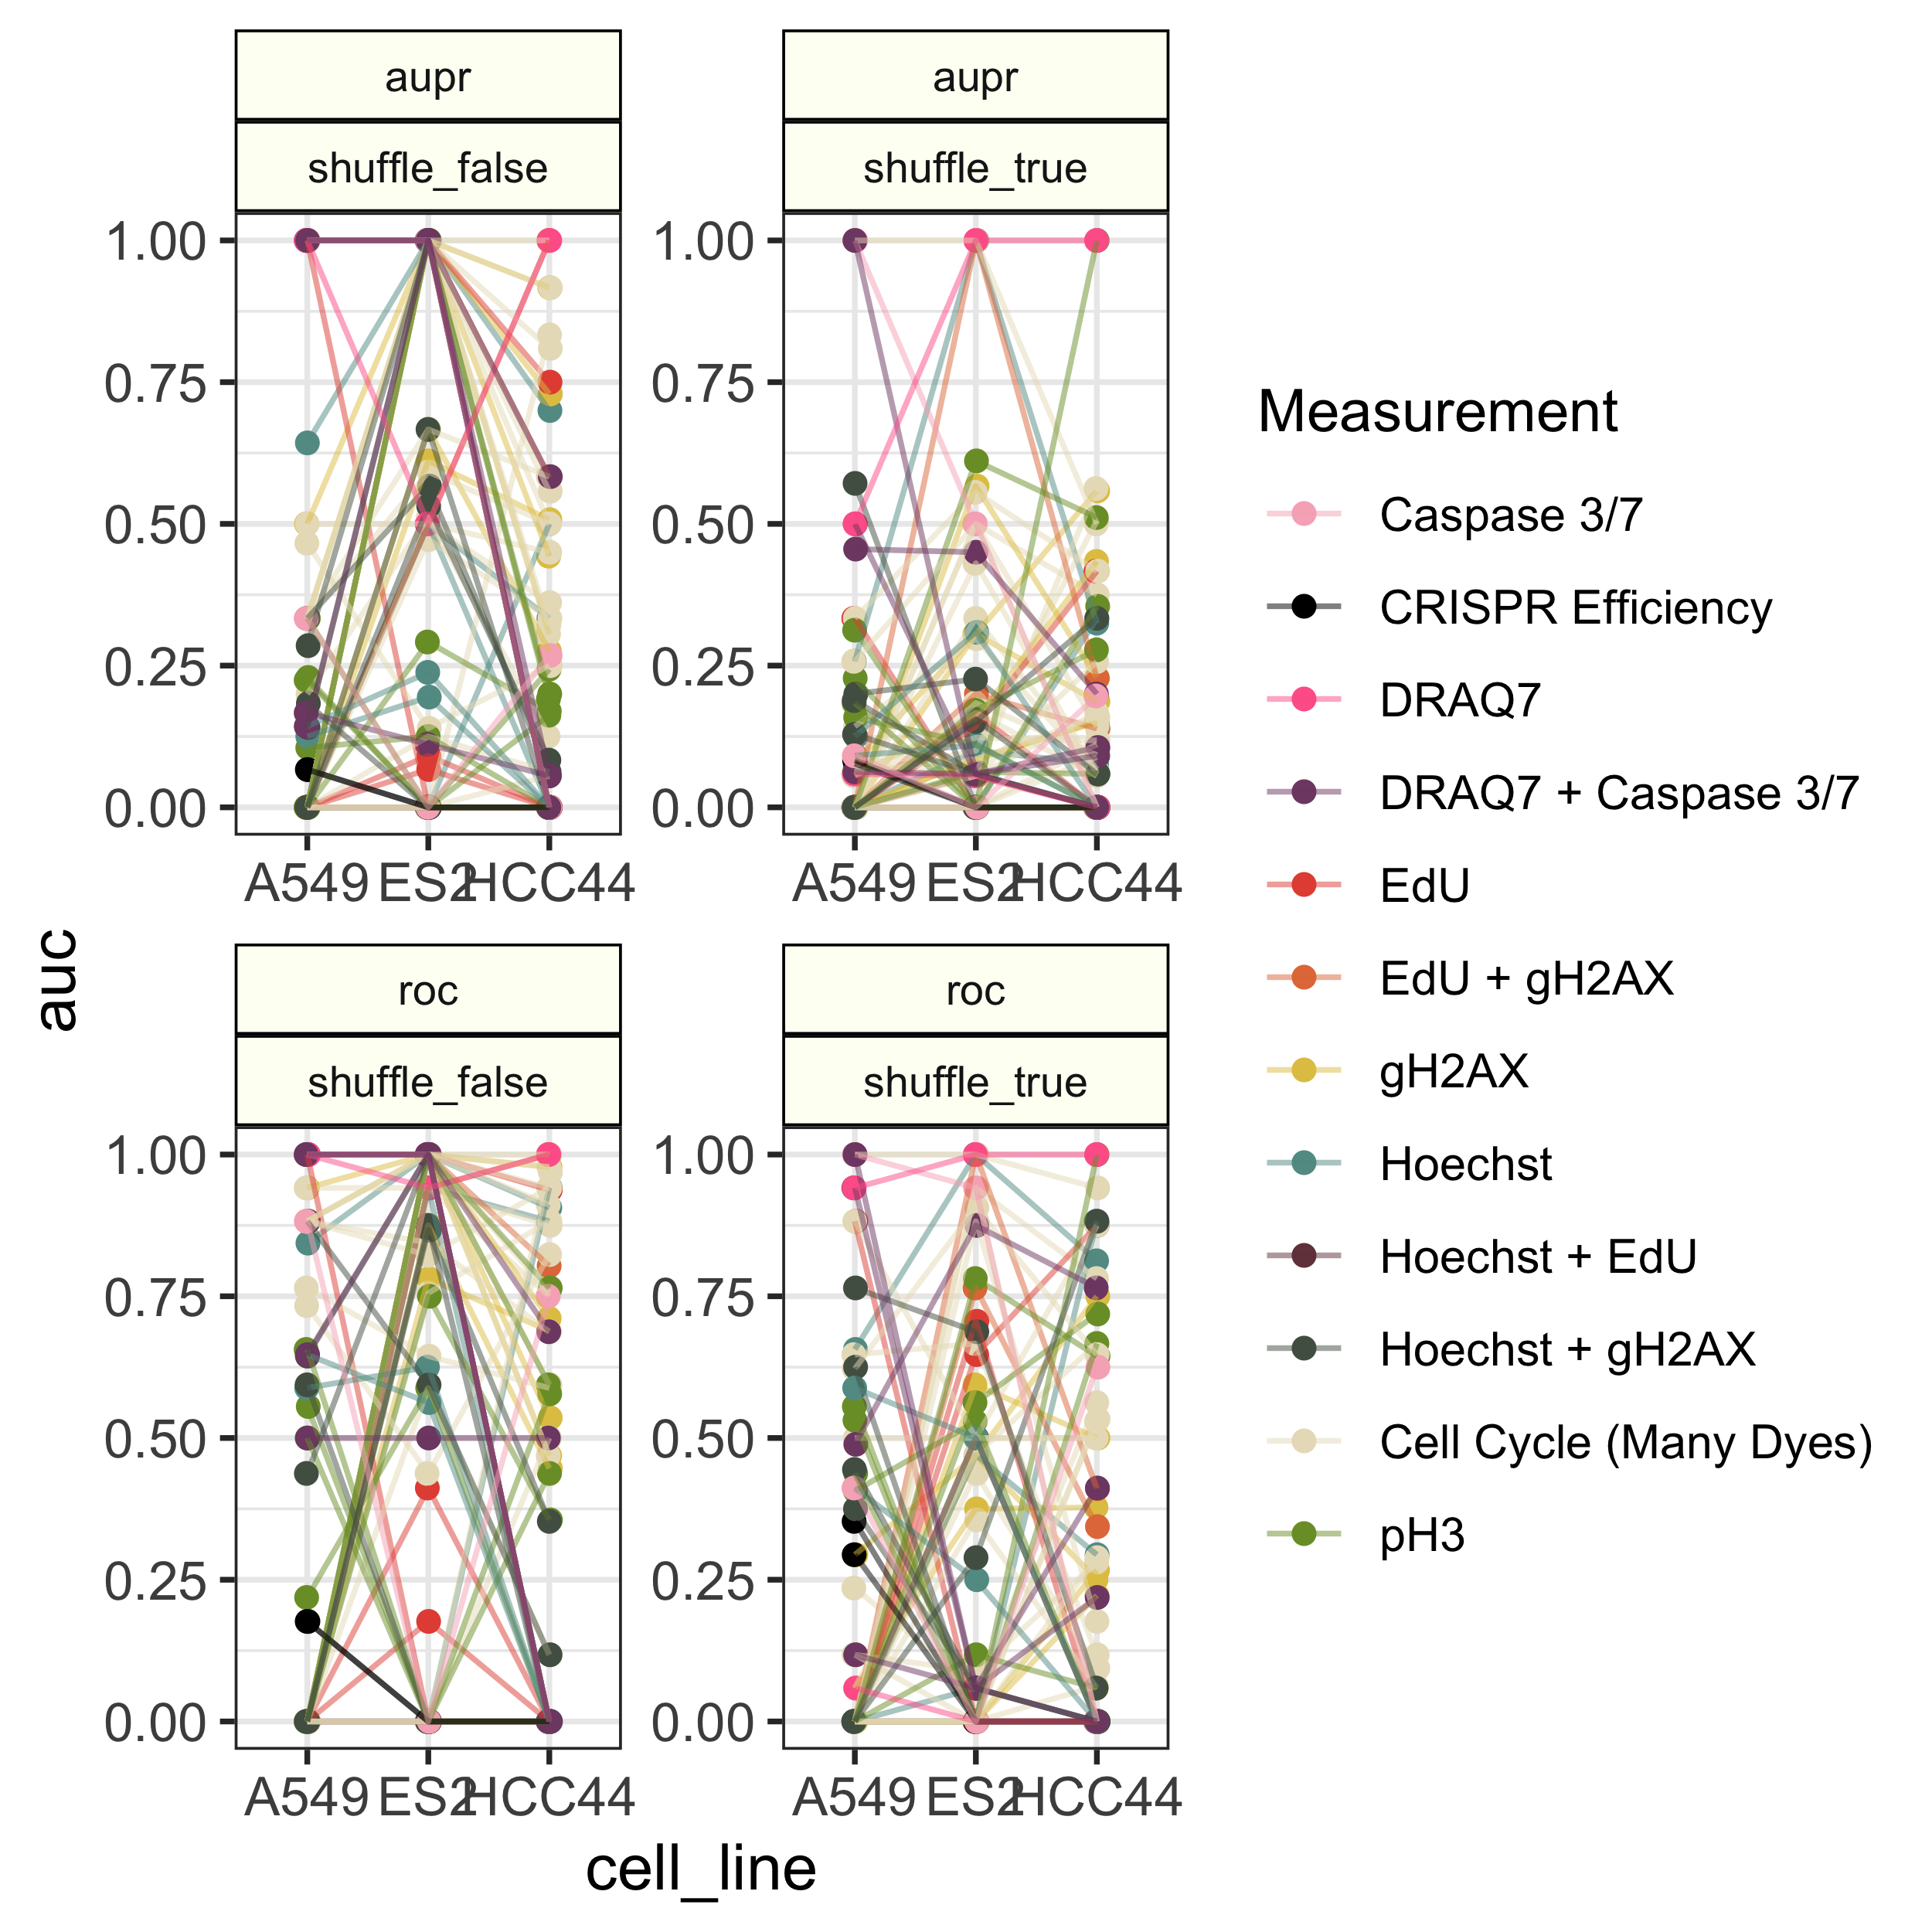 aupr
aupr
shuffle_false
shuffle_true
1.00
0.75
0.50
0.25
0.00
1.00
0.75
0.50
0.25
0.00
A549 ES2 HCC44
A549 ES2 HCC44
roc
roc
shuffle_false
shuffle_true
1.00
0.75
0.50
0.25
0.00
1.00
0.75
0.50
0.25
0.00
A549 ES2 HCC44
A549 ES2 HCC44
auc
cell_line
Measurement
Caspase 3/7
CRISPR Efficiency
DRAQ7
DRAQ7 + Caspase 3/7
EdU
EdU + gH2AX
gH2AX
Hoechst
Hoechst + EdU
Hoechst + gH2AX
Cell Cycle (Many Dyes)
pH3